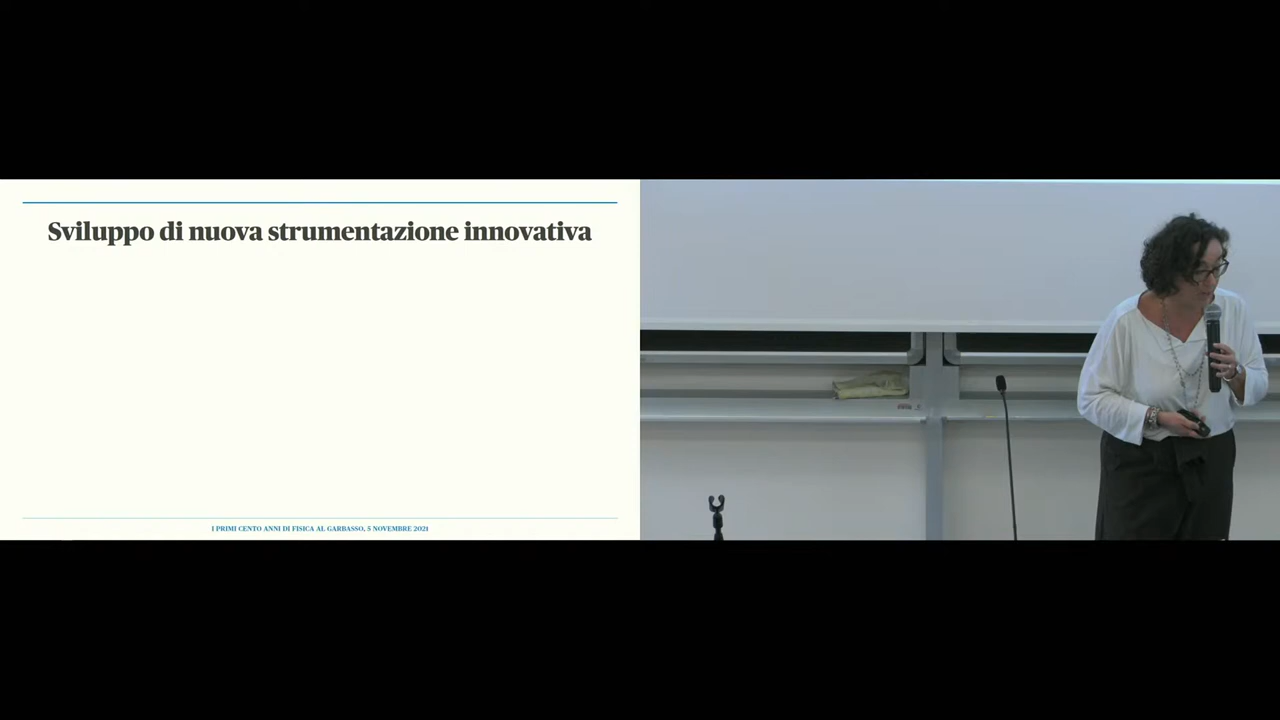 Sviluppo di nuova strumentazione innovativa
I PRIMI CENTO ANNI DI FISICA AL GARBASSO, 5 NOVEMBRE 2021